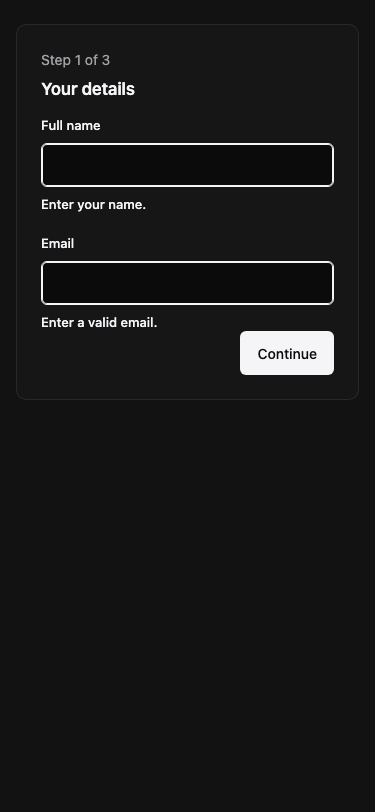 Step 1 of 3
Your details
Full name
Enter your name.
Email
Enter a valid email.
Continue